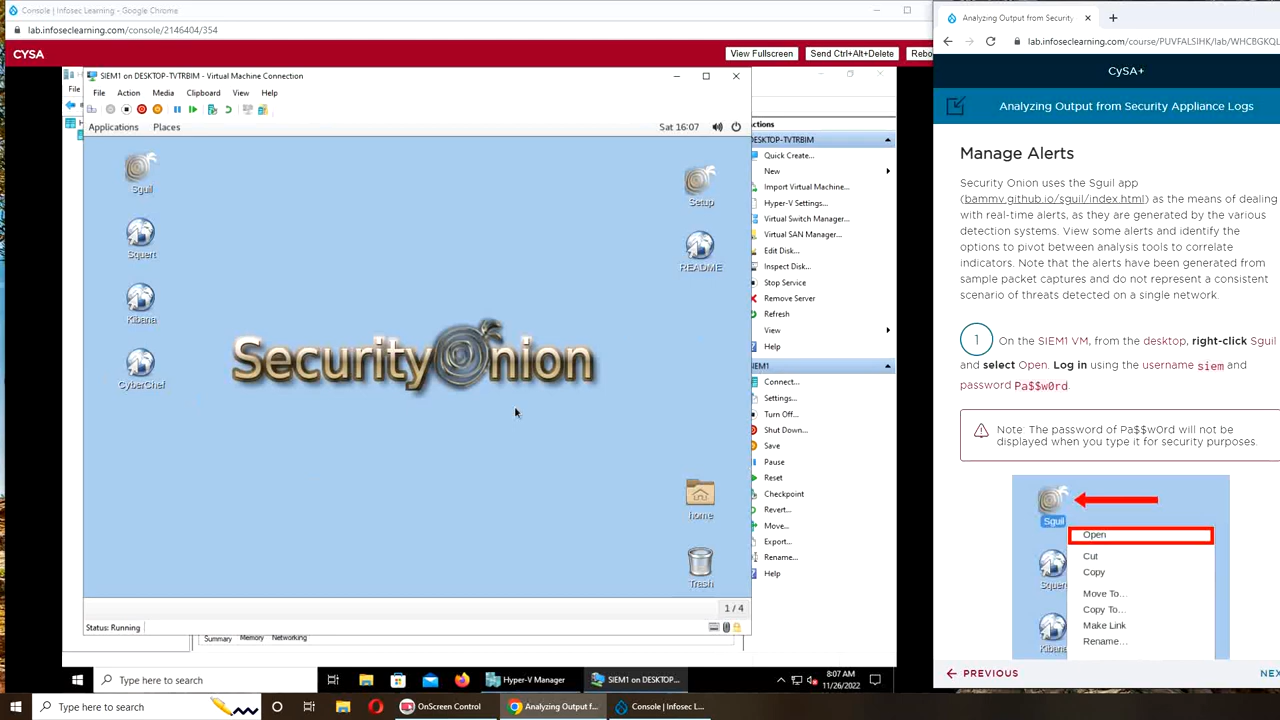 Console | Infosec Learning - Google Chrome
lab.infoseclearning.com/console/2146404/354
CYSA
View Fullscreen
Send Ctrl+Alt+Delete
Rebo
SIEM1 on DESKTOP-TVTRBIM - Virtual Machine Connection
File
File Action Media Clipboard View Help
Applications Places
Sat 16:07
Sguil
Squert
Kibana
CyberChef
Setup
README
Security Onion
home
Trash
1 / 4
Status: Running
Summary Memory Networking
ctions
DESKTOP-TVTRBIM
Quick Create...
New
Import Virtual Machine...
Hyper-V Settings...
Virtual Switch Manager...
Virtual SAN Manager...
Edit Disk...
Inspect Disk...
Stop Service
Remove Server
Refresh
View
Help
SIEM1
Connect...
Settings...
Turn Off...
Shut Down...
Save
Pause
Reset
Checkpoint
Revert...
Move...
Export...
Rename...
Help
Type here to search
Hyper-V Manager
SIEM1 on DESKTOP...
8:07 AM
11/26/2022
Type here to search
OnScreen Control
Analyzing Output f...
Console | Infosec L...
Analyzing Output from Security
lab.infoseclearning.com/course/PUVFALSIHK/lab/WHCBGKQL
CySA+
Analyzing Output from Security Appliance Logs
Manage Alerts
Security Onion uses the Sguil app
(bammv.github.io/sguil/index.html) as the means of dealing
with real-time alerts, as they are generated by the various
detection systems. View some alerts and identify the
options to pivot between analysis tools to correlate
indicators. Note that the alerts have been generated from
sample packet captures and do not represent a consistent
scenario of threats detected on a single network.
1 On the SIEM1 VM, from the desktop, right-click Sguil
and select Open. Log in using the username siem and
password Pa$$w0rd.
Note: The password of Pa$$w0rd will not be
displayed when you type it for security purposes.
Sguil
Open
Cut
Copy
Squer
Move To...
Copy To...
Make Link
Rename...
Kibana
PREVIOUS
NEX